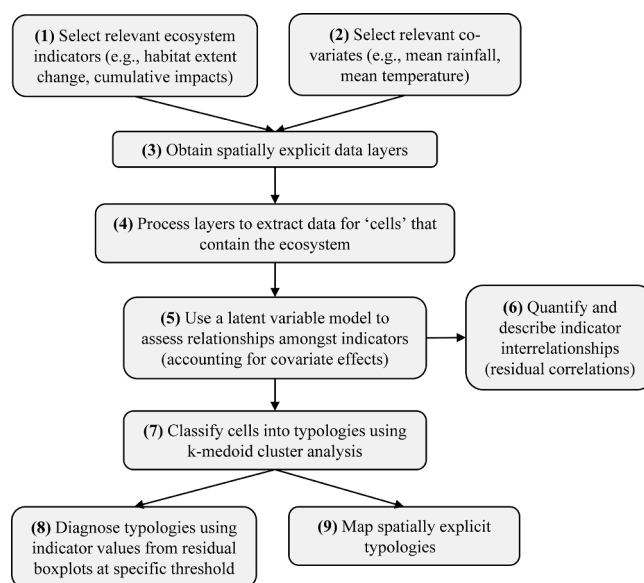 (1) Select relevant ecosystem
indicators (e.g., habitat extent
change, cumulative impacts)
(2) Select relevant co-
variates (e.g., mean rainfall,
mean temperature)
(3) Obtain spatially explicit data layers
(4) Process layers to extract data for ‘cells’ that
contain the ecosystem
(5) Use a latent variable model to
assess relationships amongst indicators
(accounting for covariate effects)
(6) Quantify and
describe indicator
interrelationships
(residual correlations)
(7) Classify cells into typologies using
k-medoid cluster analysis
(8) Diagnose typologies using
indicator values from residual
boxplots at specific threshold
(9) Map spatially explicit
typologies